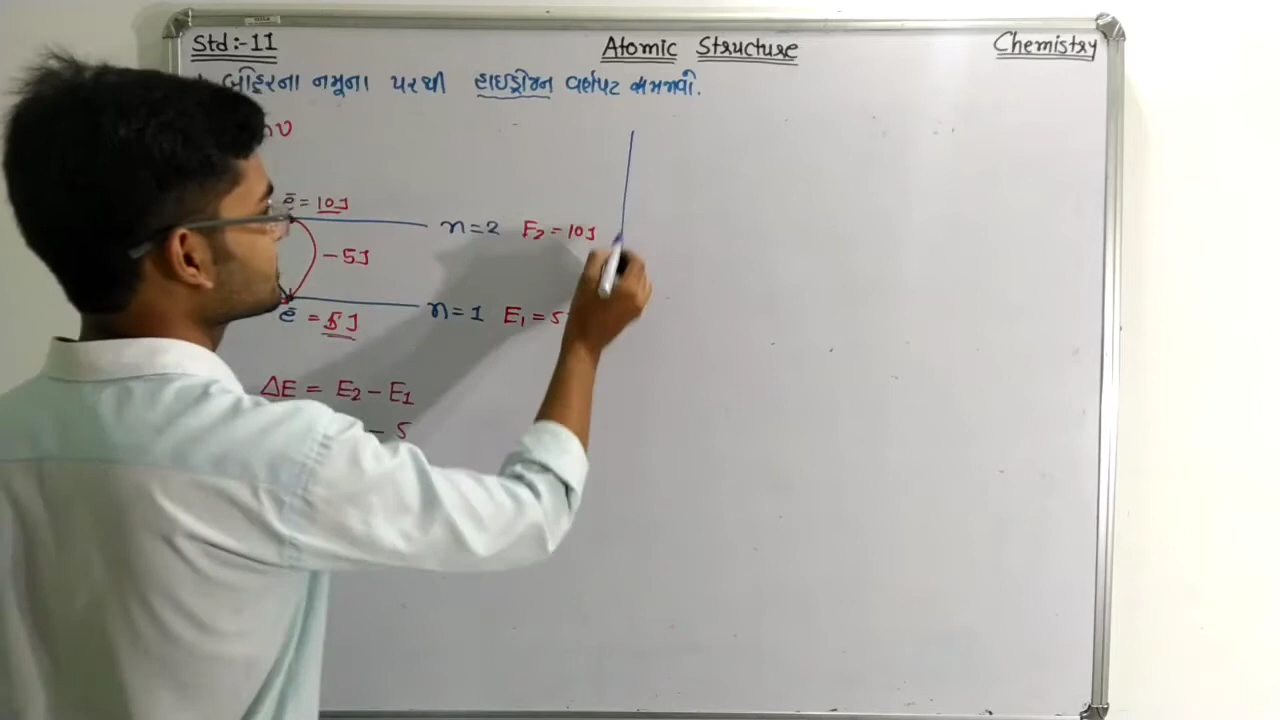 Std:-11 Atomic Structure Chemistry
બોહરના નમૂના પરથી હાઇડ્રોજન વર્ણપટ સમજાવો.
ē = 10J
n=2 E₂ = 10J
-5J
n=1 E₁ = 5
ē = 5J
ΔE = E₂ - E₁
- 5